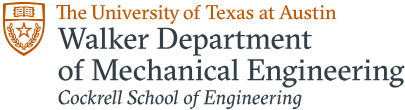 The University of Texas at Austin
Walker Department
of Mechanical Engineering
Cockrell School of Engineering